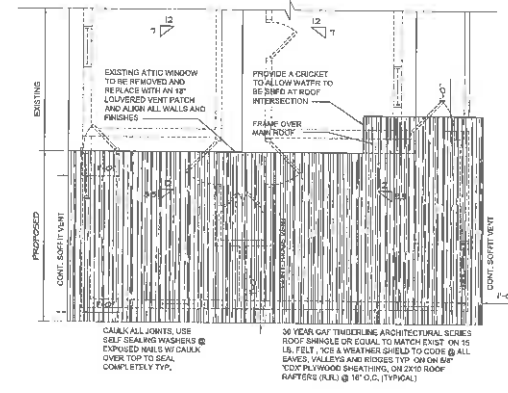 12
7
12
7
EXISTING ATTIC WINDOW
TO BE REMOVED AND
REPLACE WITH AN 18"
LOUVERED VENT PATCH
AND ALIGN ALL WALLS AND
FINISHES
PROVIDE A CRICKET
TO ALLOW WATER TO
BE SHED AT ROOF
INTERSECTION
FRAME OVER
MAIN ROOF
EXISTING
PROPOSED
CONT. SOFFIT VENT
CONT. SOFFIT VENT
CAULK ALL JOINTS, USE
SELF SEALING WASHERS @
EXPOSED NAILS W/ CAULK
OVER TOP TO SEAL
COMPLETELY TYP.
30 YEAR GAF TIMBERLINE ARCHITECTURAL SERIES
ROOF SHINGLE OR EQUAL TO MATCH EXIST ON 15
LB. FELT, ICE & WEATHER SHIELD TO CODE @ ALL
EAVES, VALLEYS AND RIDGES TYP ON ON 5/8"
"CDX" PLYWOOD SHEATHING, ON 2X10 ROOF
RAFTERS (R.R.) @ 16" O.C. (TYPICAL)